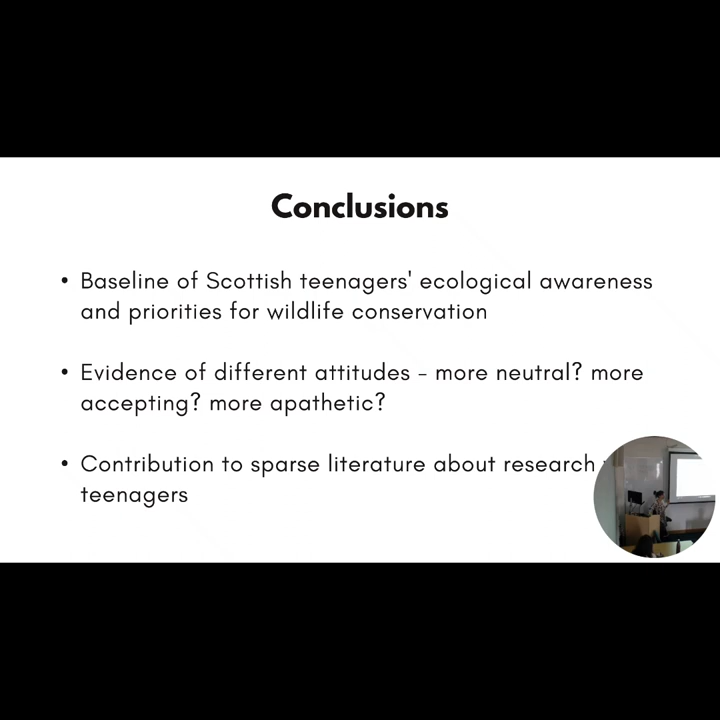 Conclusions
• Baseline of Scottish teenagers' ecological awareness
and priorities for wildlife conservation
• Evidence of different attitudes - more neutral? more
accepting? more apathetic?
• Contribution to sparse literature about research
teenagers